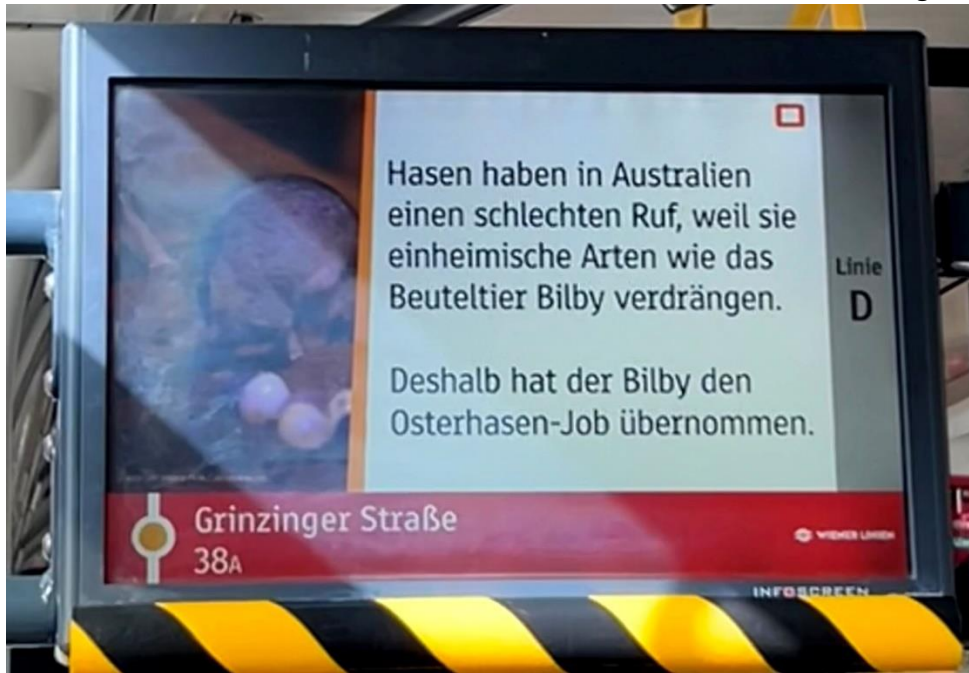 Hasen haben in Australien
einen schlechten Ruf, weil sie
einheimische Arten wie das
Beuteltier Bilby verdrängen.
Deshalb hat der Bilby den
Osterhasen-Job übernommen.
Linie
D
Grinzinger Straße
38A
WIENER LINIEN
INFOSCREEN